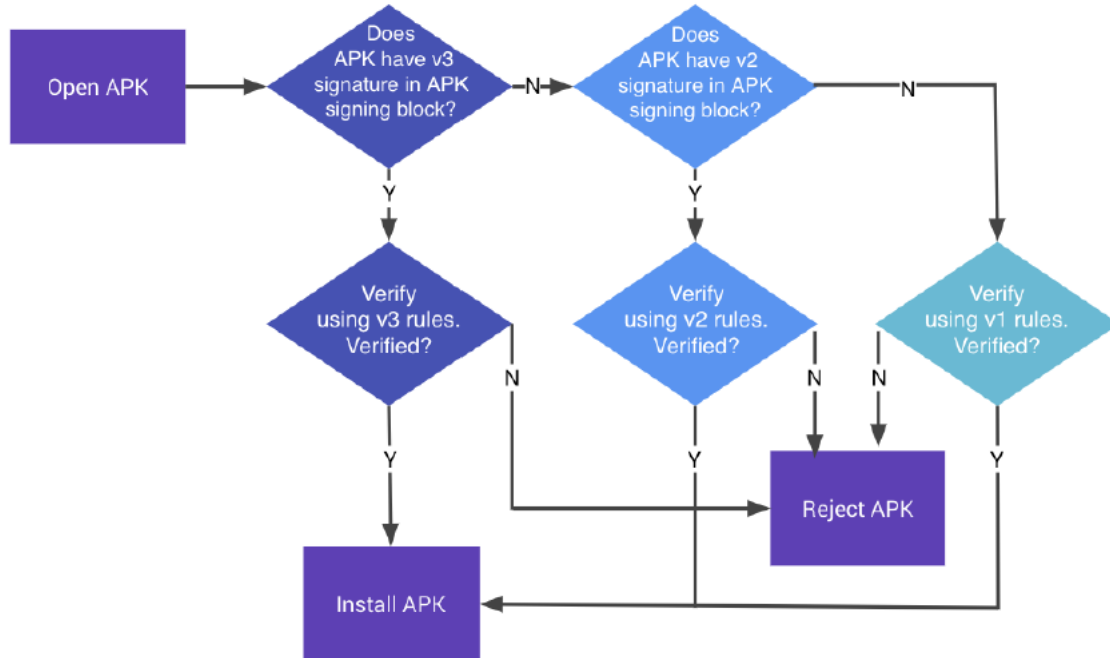 Open APK
Does
APK have v3
signature in APK
signing block?
N
Does
APK have v2
signature in APK
signing block?
N
Y
Y
Verify
using v3 rules.
Verified?
Verify
using v2 rules.
Verified?
Verify
using v1 rules.
Verified?
N
N
N
Y
Y
Y
Reject APK
Install APK